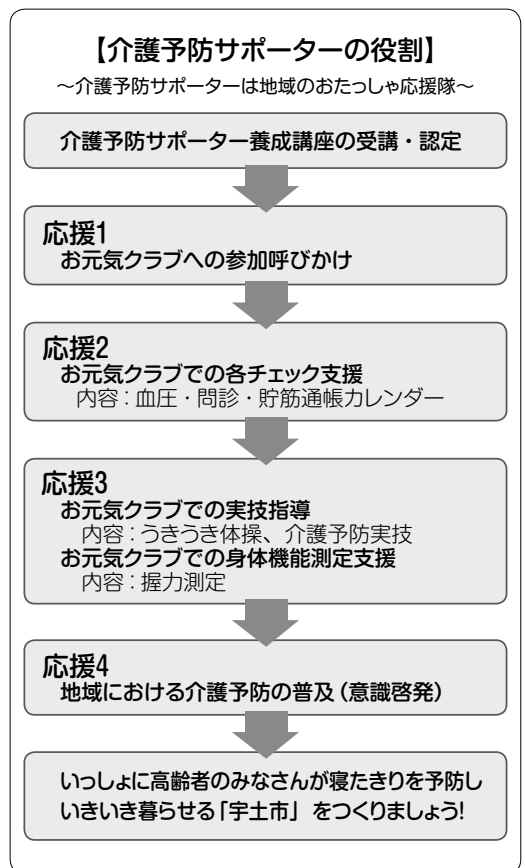 【介護予防サポーターの役割】
～介護予防サポーターは地域のおたっしゃ応援隊～
介護予防サポーター養成講座の受講・認定
応援1
お元気クラブへの参加呼びかけ
応援2
お元気クラブでの各チェック支援
内容：血圧・問診・貯筋通帳カレンダー
応援3
お元気クラブでの実技指導
内容：うきうき体操、介護予防実技
お元気クラブでの身体機能測定支援
内容：握力測定
応援4
地域における介護予防の普及（意識啓発）
いっしょに高齢者のみなさんが寝たきりを予防し
いきいき暮らせる「宇土市」をつくりましょう!